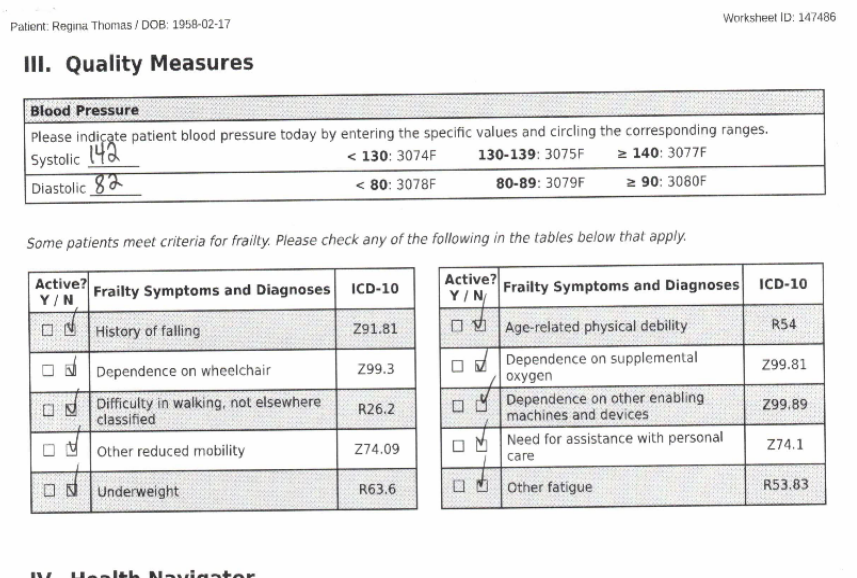 Patient: Regina Thomas / DOB: 1958-02-17
Worksheet ID: 147486
III. Quality Measures
Blood Pressure
Please indicate patient blood pressure today by entering the specific values and circling the corresponding ranges.
Systolic 142 < 130: 3074F 130-139: 3075F ≥ 140: 3077F
Diastolic 82 < 80: 3078F 80-89: 3079F ≥ 90: 3080F
Some patients meet criteria for frailty. Please check any of the following in the tables below that apply.
Active?
Y / N Frailty Symptoms and Diagnoses ICD-10
☐ ☑ History of falling Z91.81
☐ ☑ Dependence on wheelchair Z99.3
☐ ☑ Difficulty in walking, not elsewhere
classified R26.2
☐ ☑ Other reduced mobility Z74.09
☐ ☑ Underweight R63.6
Active?
Y / N Frailty Symptoms and Diagnoses ICD-10
☐ ☑ Age-related physical debility R54
☐ ☑ Dependence on supplemental
oxygen Z99.81
☐ ☑ Dependence on other enabling
machines and devices Z99.89
☐ ☑ Need for assistance with personal
care Z74.1
☐ ☑ Other fatigue R53.83
IV. Health Navigator